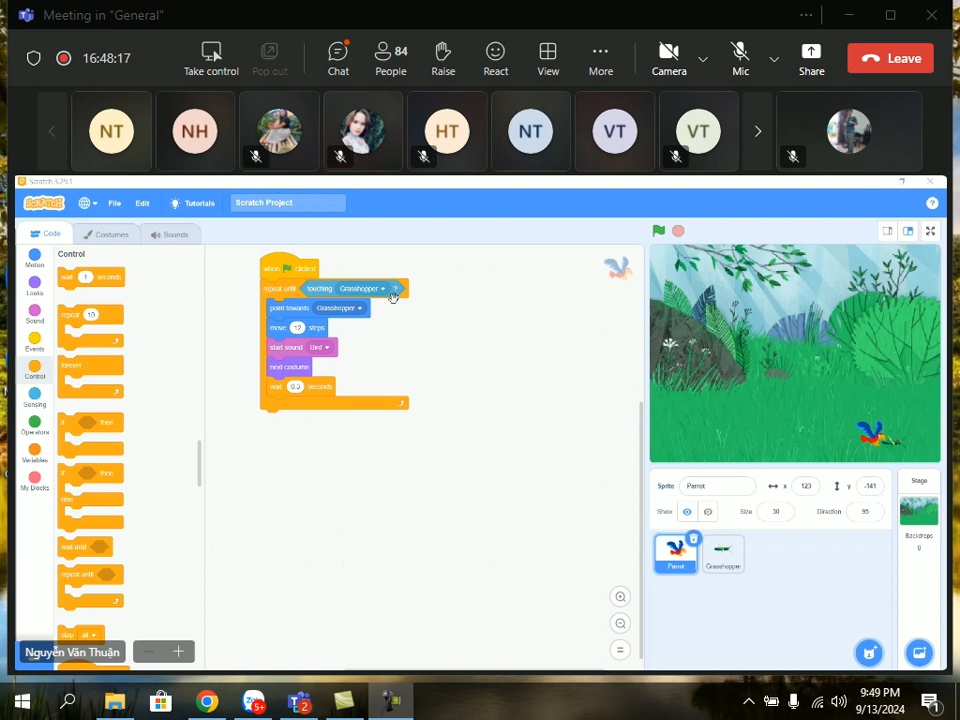 Meeting in "General"
16:48:17
Take control
Pop out
Chat
84
People
Raise
React
View
More
Camera
Mic
Share
Leave
NT
NH
HT
NT
VT
VT
Scratch 3.29.1
SCRATCH
File
Edit
Tutorials
Scratch Project
Code
Costumes
Sounds
Motion
Looks
Sound
Events
Control
Sensing
Operators
Variables
My Blocks
Control
wait 1 seconds
repeat 10
forever
if then
if then
else
wait until
repeat until
stop all
when clicked
repeat until touching Grasshopper ?
point towards Grasshopper
move 12 steps
start sound Bird
next costume
wait 0.3 seconds
Sprite
Parrot
x
123
y
-141
Show
Size
30
Direction
95
Parrot
Grasshopper
Stage
Backdrops
0
Nguyễn Văn Thuận
5+
2
9:49 PM
9/13/2024
1